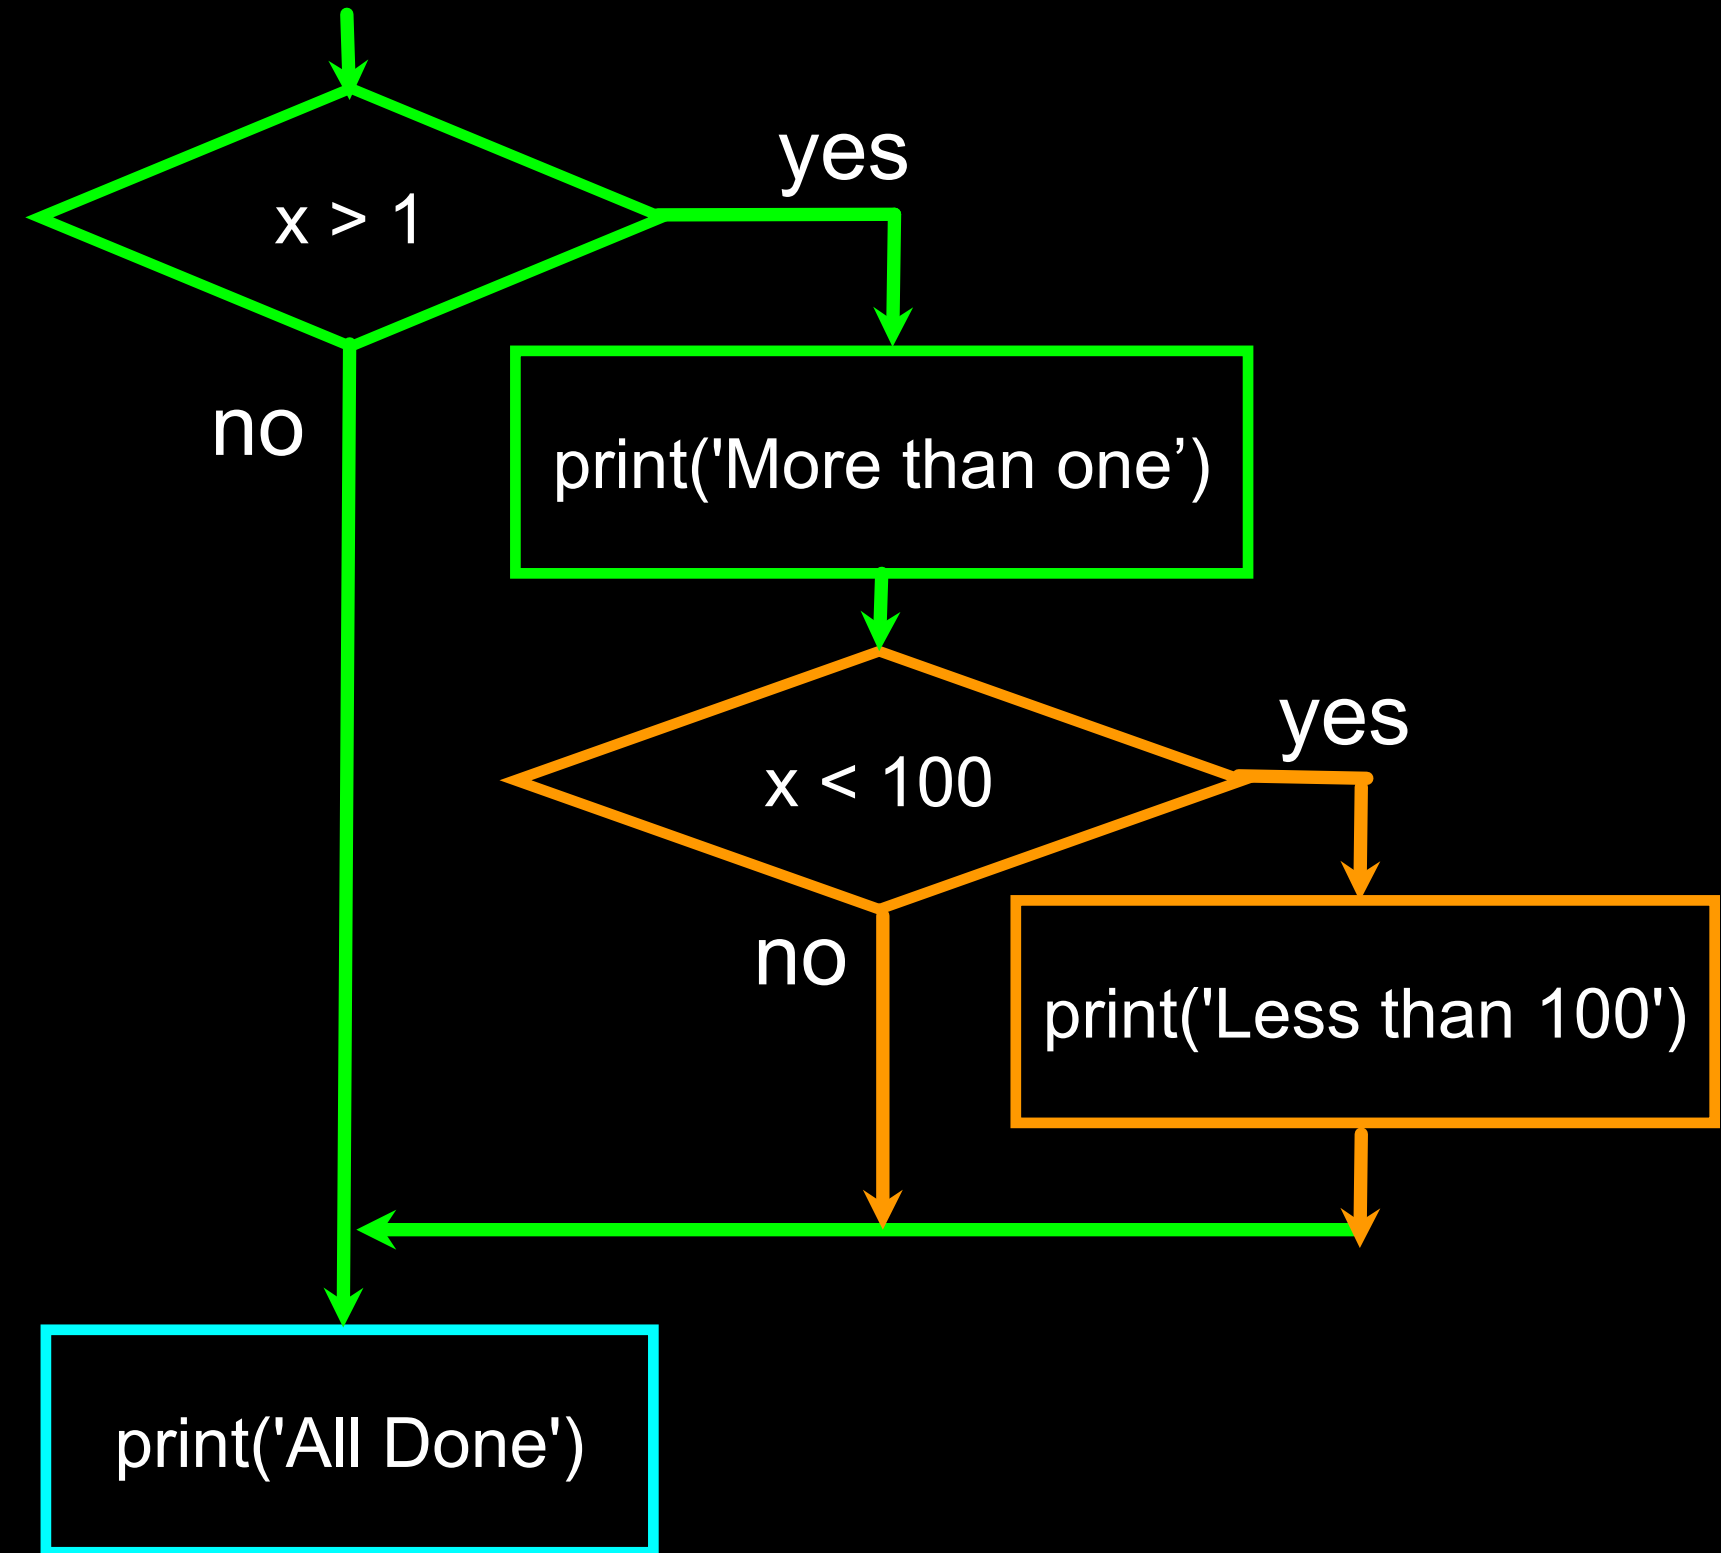 yes
x > 1
no
print('More than one’)
yes
x < 100
no
print('Less than 100')
print('All Done')